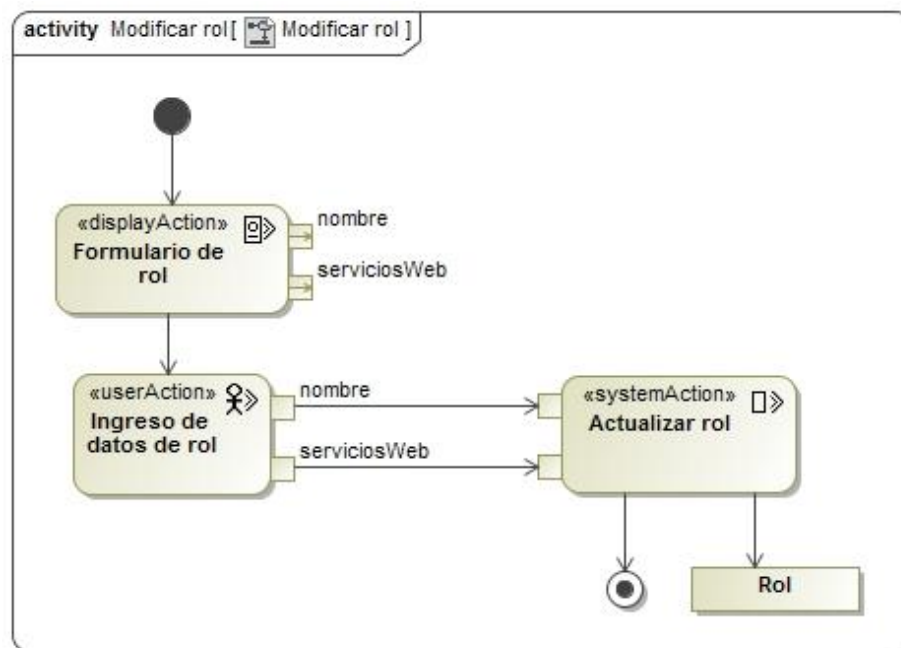 activity Modificar rol[ Modificar rol ]
«displayAction»
Formulario de
rol
nombre
serviciosWeb
«userAction»
Ingreso de
datos de rol
nombre
serviciosWeb
«systemAction»
Actualizar rol
Rol